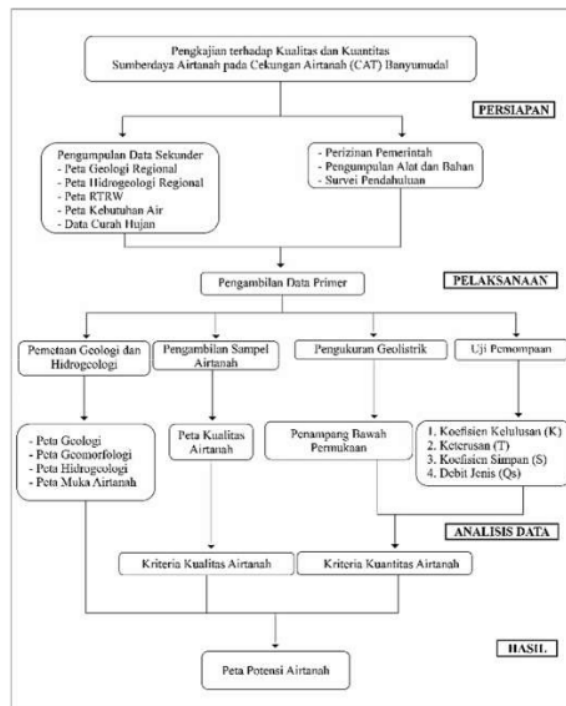 Pengkajian terhadap Kualitas dan Kuantitas
Sumberdaya Airtanah pada Cekungan Airtanah (CAT) Banyumudal
PERSIAPAN
Pengumpulan Data Sekunder
- Peta Geologi Regional
- Peta Hidrogeologi Regional
- Peta RTRW
- Peta Kebutuhan Air
- Data Curah Hujan
- Perizinan Pemerintah
- Pengumpulan Alat dan Bahan
- Survei Pendahuluan
Pengambilan Data Primer
PELAKSANAAN
Pemetaan Geologi dan
Hidrogeologi
Pengambilan Sampel
Airtanah
Pengukuran Geolistrik
Uji Pemompaan
- Peta Geologi
- Peta Geomorfologi
- Peta Hidrogeologi
- Peta Muka Airtanah
Peta Kualitas
Airtanah
Penampang Bawah
Permukaan
1. Koefisien Kelulusan (K)
2. Keterusan (T)
3. Koefisien Simpan (S)
4. Debit Jenis (Qs)
ANALISIS DATA
Kriteria Kualitas Airtanah
Kriteria Kuantitas Airtanah
HASIL
Peta Potensi Airtanah